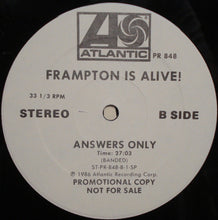 ATLANTIC
PR 848
FRAMPTON IS ALIVE!
33 1/3 RPM
STEREO
B SIDE
ANSWERS ONLY
Time: 27:03
(BANDED)
ST-PR-848-B-1-SP
℗ 1986 Atlantic Recording Corp.
PROMOTIONAL COPY
NOT FOR SALE